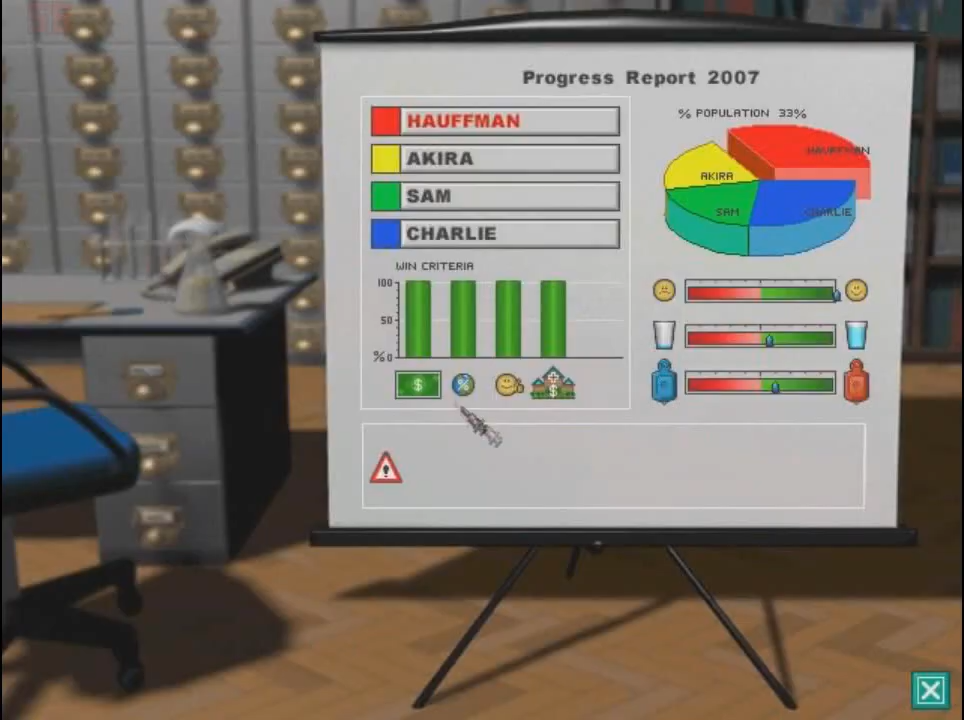 Progress Report 2007
HAUFFMAN
AKIRA
SAM
CHARLIE
% POPULATION 33%
HAUFFMAN
AKIRA
SAM
CHARLIE
WIN CRITERIA
100
50
%0
$
%
$